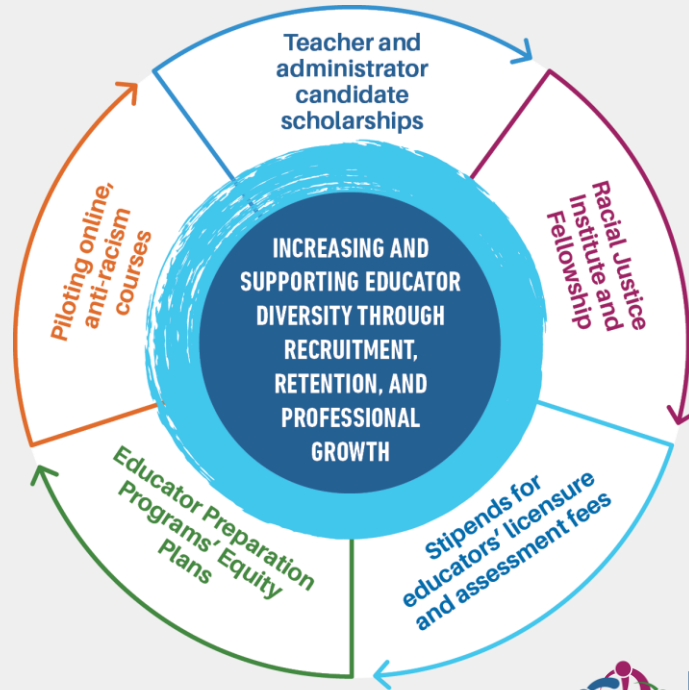 Teacher and
administrator
candidate
scholarships
Racial Justice
Institute and
Fellowship
Stipends for
educators' licensure
and assessment fees
Educator Preparation
Programs' Equity
Plans
Piloting online,
anti-racism
courses
INCREASING AND
SUPPORTING EDUCATOR
DIVERSITY THROUGH
RECRUITMENT,
RETENTION, AND
PROFESSIONAL
GROWTH